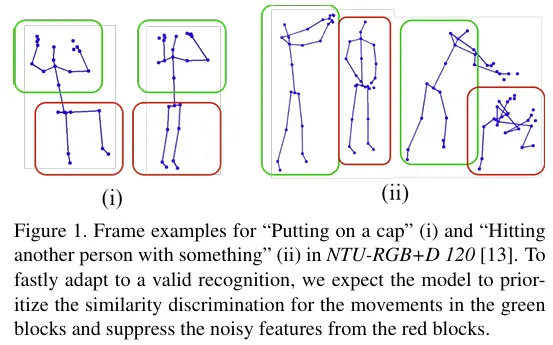 (i)
(ii)
Figure 1. Frame examples for “Putting on a cap” (i) and “Hitting
another person with something” (ii) in NTU-RGB+D 120 [13]. To
fastly adapt to a valid recognition, we expect the model to prior-
itize the similarity discrimination for the movements in the green
blocks and suppress the noisy features from the red blocks.